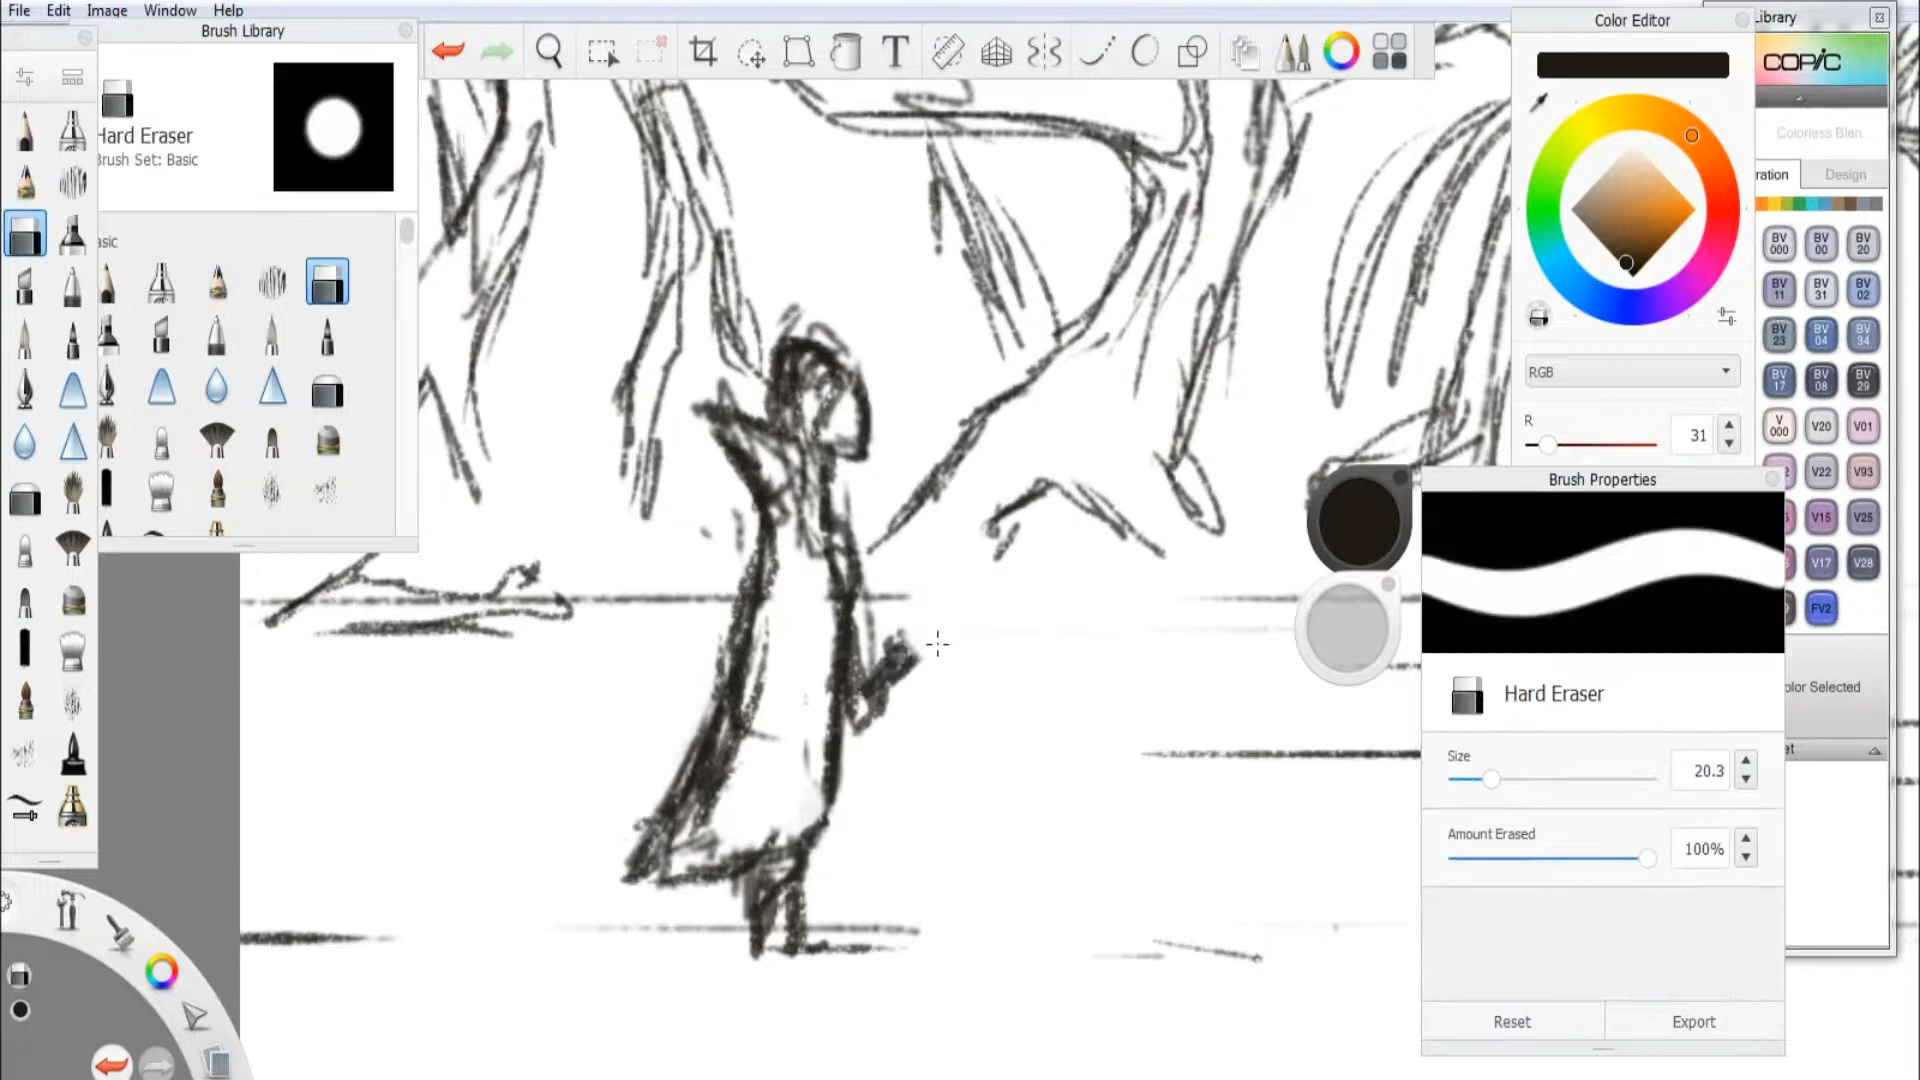 File Edit Image Window Help
Brush Library
Hard Eraser
Brush Set: Basic
asic
T
Color Editor
RGB
R
31
Library
COPIC
Colorless Blen...
ration Design
BV 000 BV 00 BV 20
BV 11 BV 31 BV 02
BV 23 BV 04 BV 34
BV 17 BV 08 BV 29
V 000 V20 V01
V22 V93
V15 V25
V17 V28
FV2
olor Selected
et
Brush Properties
Hard Eraser
Size
20.3
Amount Erased
100%
Reset Export